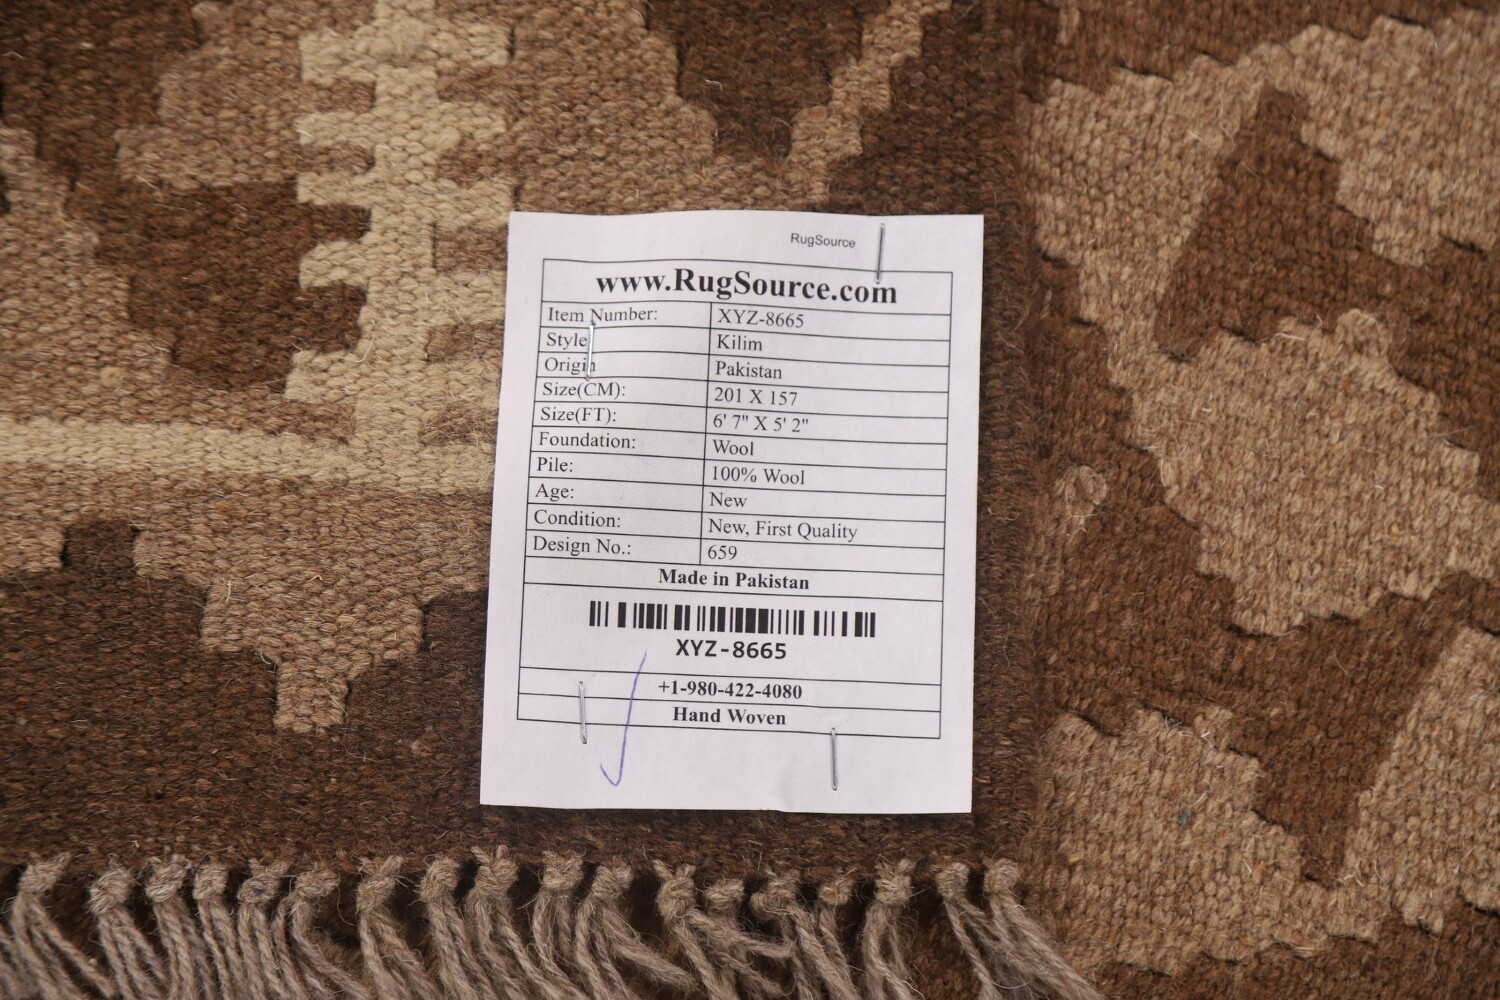 RugSource
www.RugSource.com
Item Number: XYZ-8665
Style Kilim
Origin Pakistan
Size(CM): 201 X 157
Size(FT): 6' 7" X 5' 2"
Foundation: Wool
Pile: 100% Wool
Age: New
Condition: New, First Quality
Design No.: 659
Made in Pakistan
XYZ-8665
+1-980-422-4080
Hand Woven